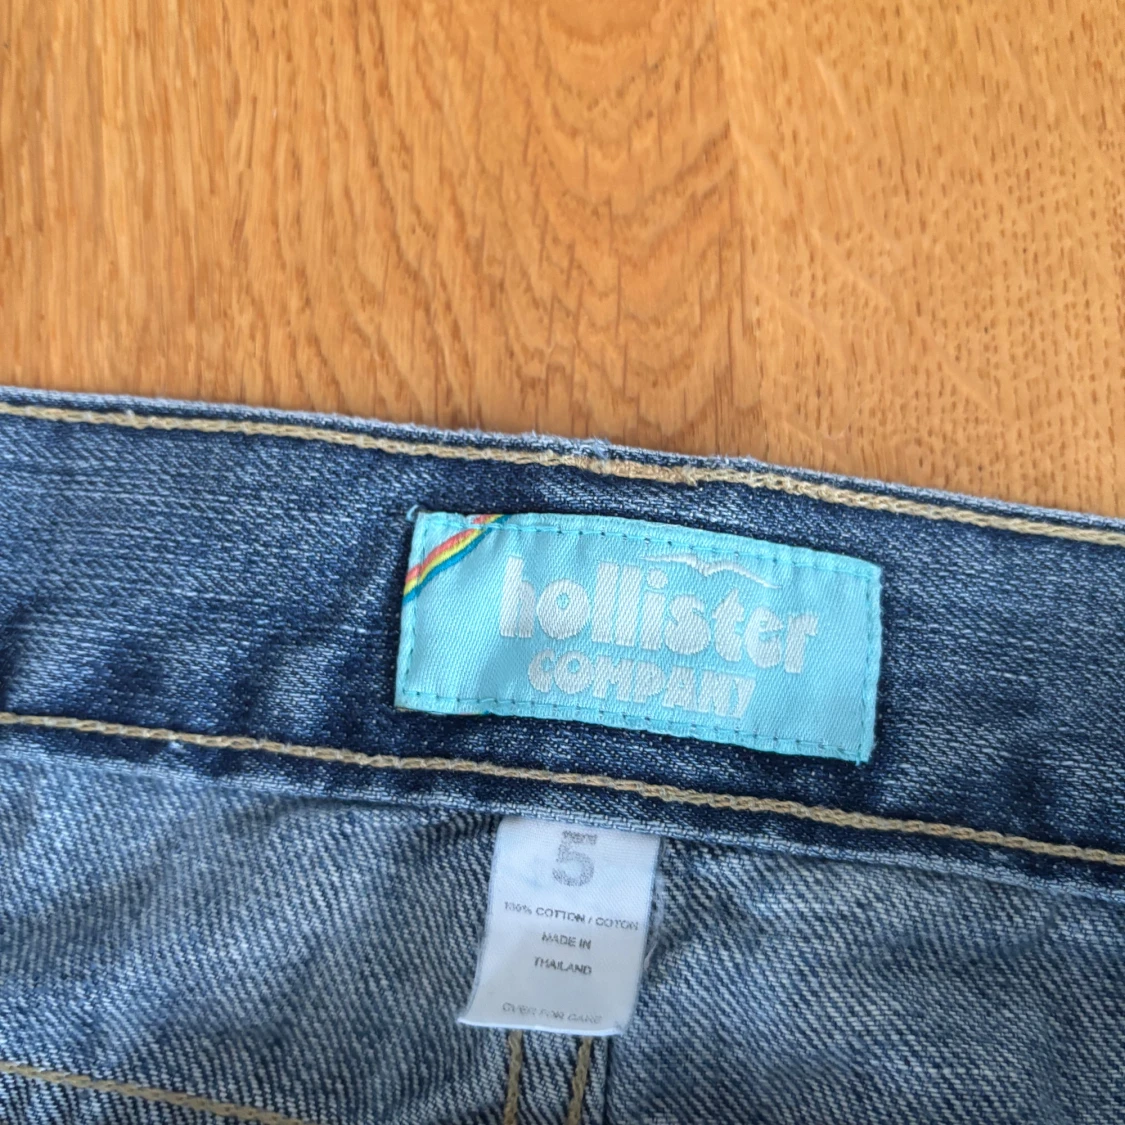 hollister
COMPANY
5
100% COTTON / COTON
MADE IN
THAILAND
OVER FOR CARE